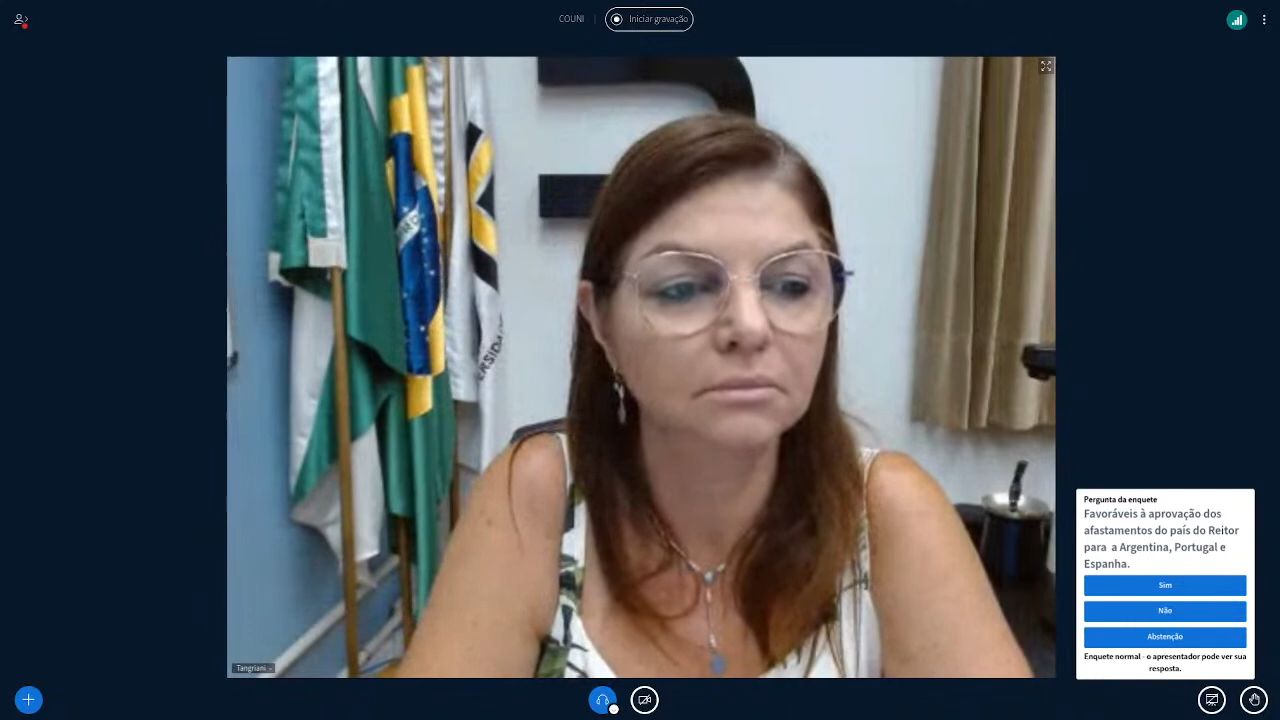 COUNI
Iniciar gravação
ERSIDA
Tangriani
Pergunta da enquete
Favoráveis à aprovação dos
afastamentos do país do Reitor
para a Argentina, Portugal e
Espanha.
Sim
Não
Abstenção
Enquete normal - o apresentador pode ver sua
resposta.